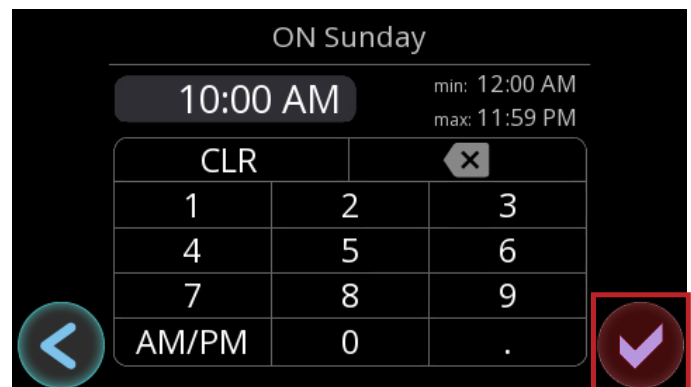 ON Sunday
10:00 AM
min: 12:00 AM
max: 11:59 PM
CLR
1 2 3
4 5 6
7 8 9
AM/PM 0 .